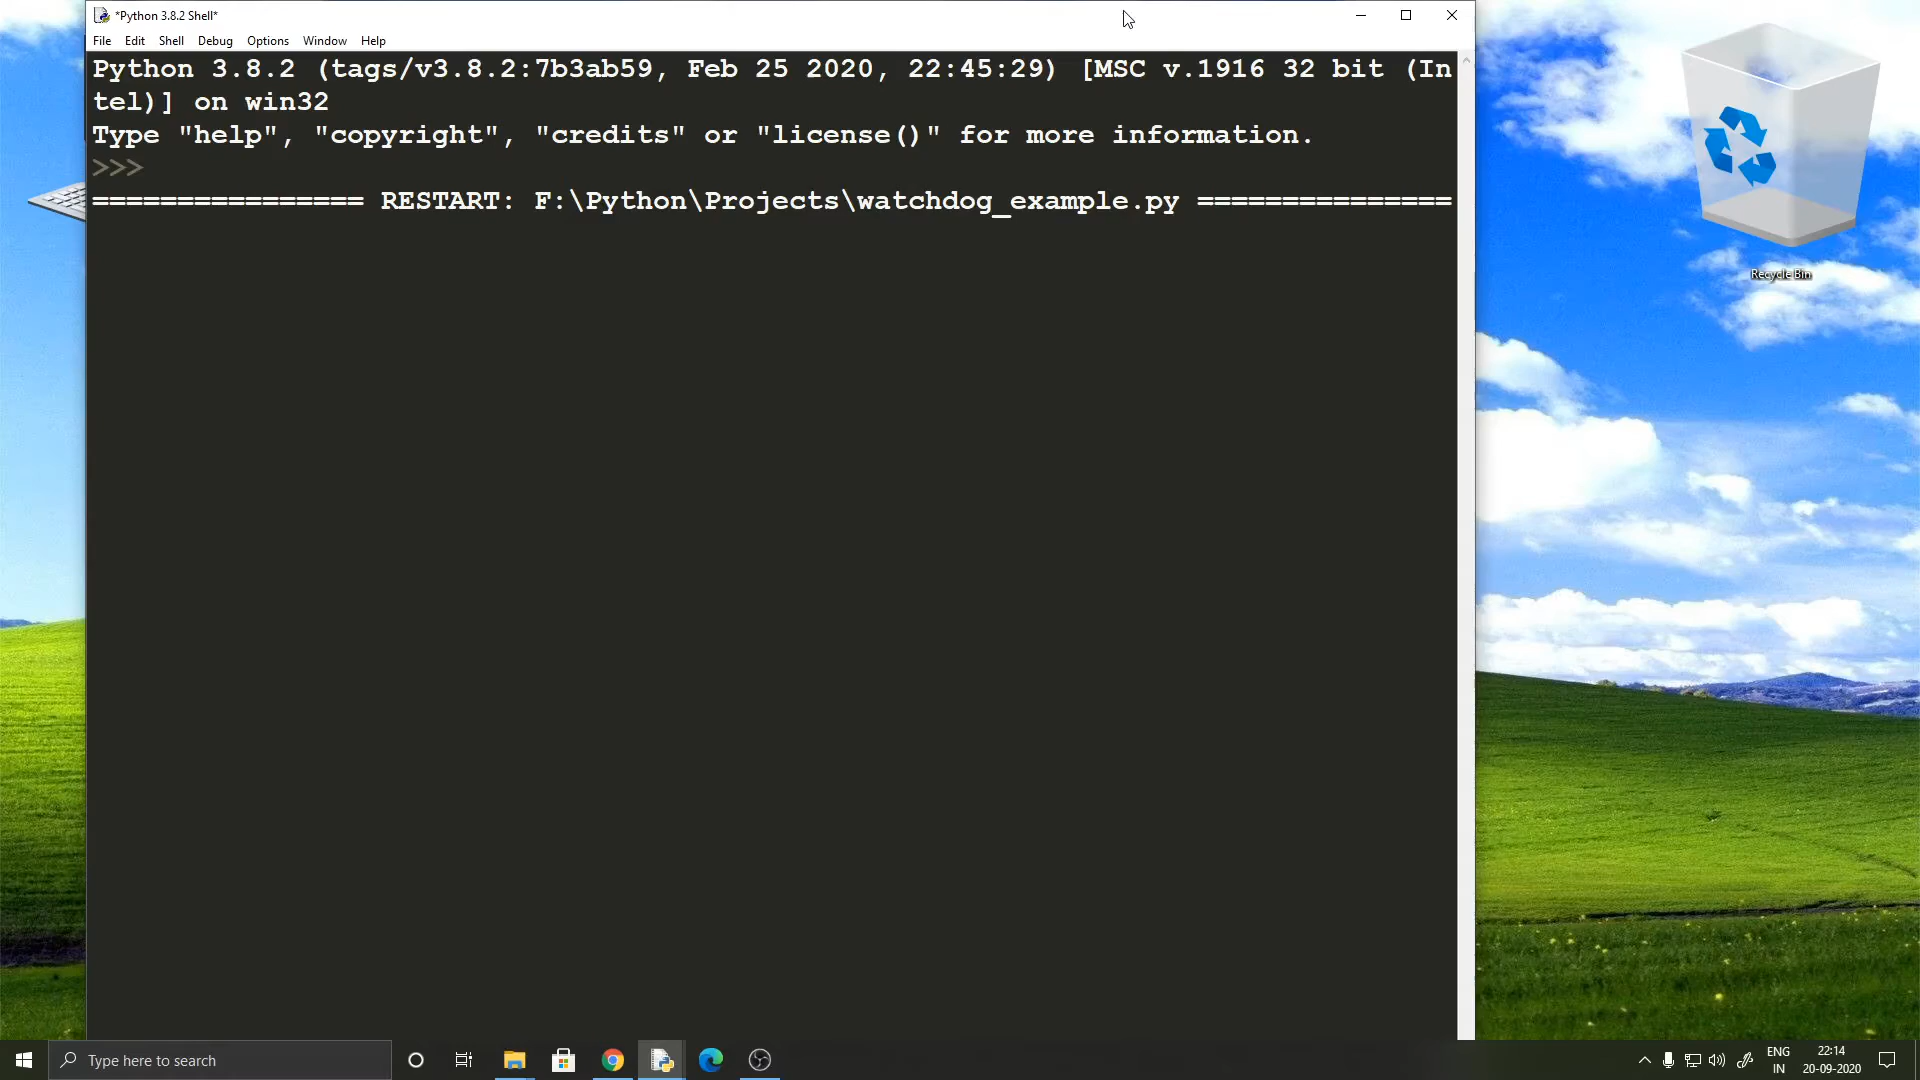 *Python 3.8.2 Shell*
File Edit Shell Debug Options Window Help
Python 3.8.2 (tags/v3.8.2:7b3ab59, Feb 25 2020, 22:45:29) [MSC v.1916 32 bit (In
tel)] on win32
Type "help", "copyright", "credits" or "license()" for more information.
>>>
================ RESTART: F:\Python\Projects\watchdog_example.py ===============
Recycle Bin
Type here to search
ENG
IN
22:14
20-09-2020